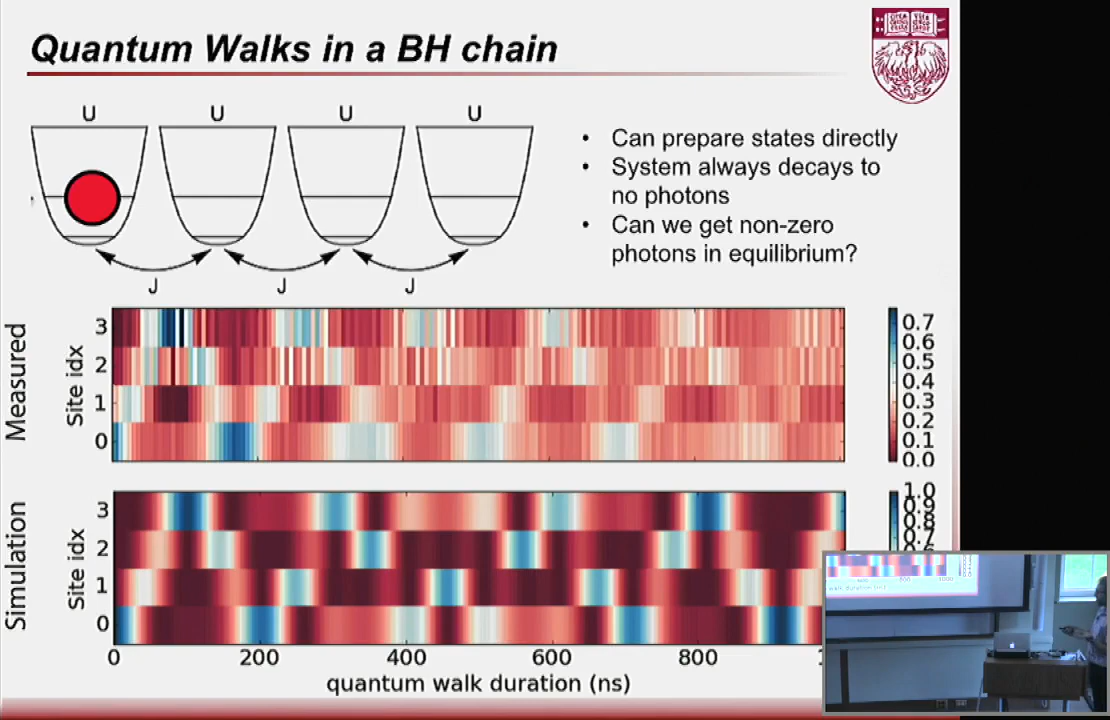 Quantum Walks in a BH chain
U U U U
J J J
• Can prepare states directly
• System always decays to
no photons
• Can we get non-zero
photons in equilibrium?
Measured
Site idx
3
2
1
0
0.7
0.6
0.5
0.4
0.3
0.2
0.1
0.0
Simulation
Site idx
3
2
1
0
1.0
0.9
0.8
0.7
0 200 400 600 800
quantum walk duration (ns)